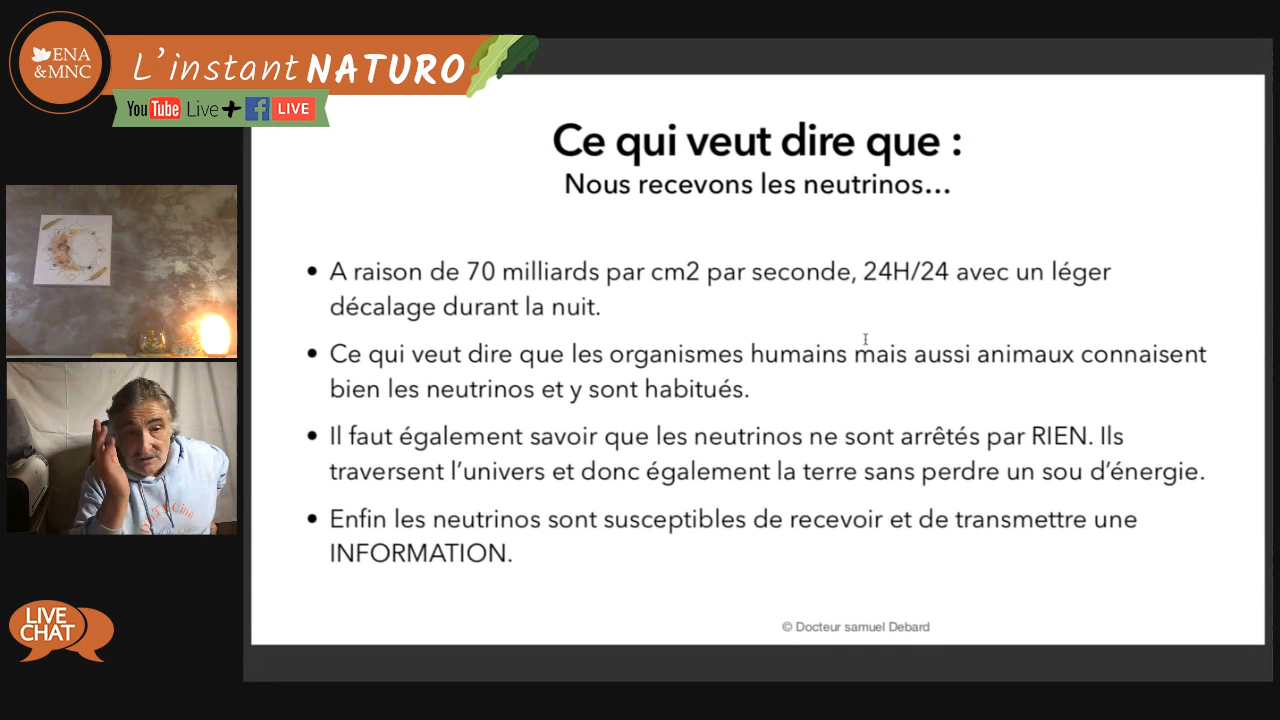 ENA
&MNC
L'instant NATURO
YouTube Live+ f LIVE
Ce qui veut dire que :
Nous recevons les neutrinos...
• A raison de 70 milliards par cm2 par seconde, 24H/24 avec un léger
décalage durant la nuit.
• Ce qui veut dire que les organismes humains mais aussi animaux connaisent
bien les neutrinos et y sont habitués.
• Il faut également savoir que les neutrinos ne sont arrêtés par RIEN. Ils
traversent l'univers et donc également la terre sans perdre un sou d'énergie.
• Enfin les neutrinos sont susceptibles de recevoir et de transmettre une
INFORMATION.
© Docteur samuel Debard
LIVE
CHAT